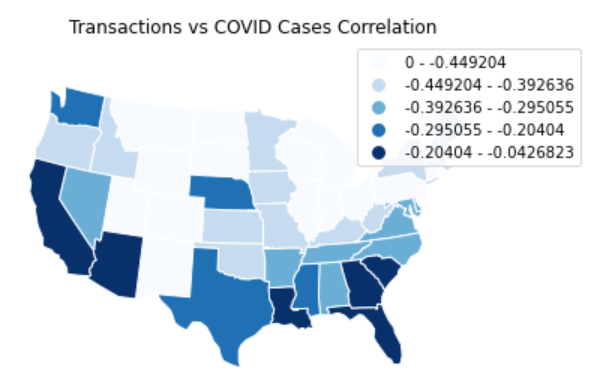 Transactions vs COVID Cases Correlation
0 - -0.449204
-0.449204 - -0.392636
-0.392636 - -0.295055
-0.295055 - -0.20404
-0.20404 - -0.0426823